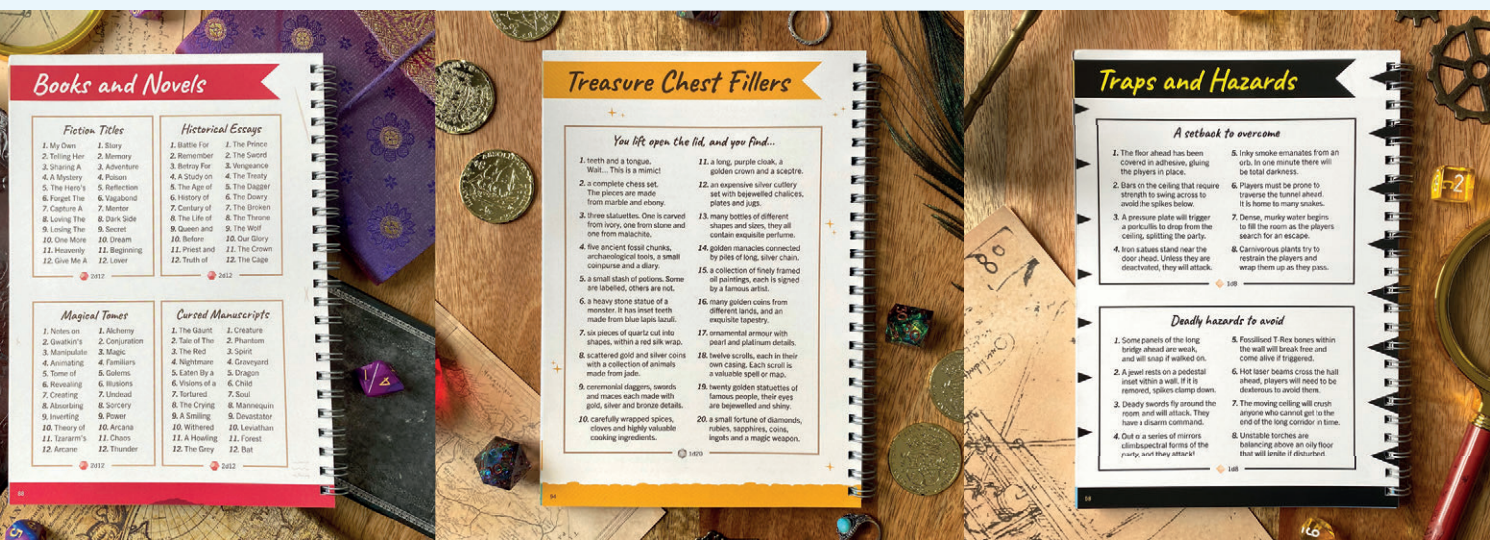 Books and Novels
Fiction Titles
1. My Own 1. Story
2. Telling Her 2. Memory
3. Sharing A 3. Adventure
4. A Mystery 4. Poison
5. The Hero's 5. Reflection
6. Forget The 6. Vagabond
7. Capture A 7. Mentor
8. Loving The 8. Dark Side
9. Losing The 9. Secret
10. One More 10. Dream
11. Heavenly 11. Beginning
12. Give Me A 12. Lover
2d12
Historical Essays
1. Battle For 1. The Prince
2. Remember 2. The Sword
3. Betray For 3. Vengeance
4. A Study on 4. The Treaty
5. The Age of 5. The Dagger
6. History of 6. The Dowry
7. Century of 7. The Broken
8. The Life of 8. The Throne
9. Queen and 9. The Wolf
10. Before 10. Our Glory
11. Priest and 11. The Crown
12. Truth of 12. The Cage
2d12
Magical Tomes
1. Notes on 1. Alchemy
2. Gwatkin's 2. Conjuration
3. Manipulate 3. Magic
4. Animating 4. Familiars
5. Tome of 5. Golems
6. Revealing 6. Illusions
7. Creating 7. Undead
8. Absorbing 8. Sorcery
9. Inverting 9. Power
10. Theory of 10. Arcana
11. Tzararm's 11. Chaos
12. Arcane 12. Thunder
2d12
Cursed Manuscripts
1. The Gaunt 1. Creature
2. Tale of The 2. Phantom
3. The Red 3. Spirit
4. Nightmare 4. Graveyard
5. Eaten By a 5. Dragon
6. Visions of a 6. Child
7. Tortured 7. Soul
8. The Crying 8. Mannequin
9. A Smiling 9. Devastator
10. Withered 10. Leviathan
11. A Howling 11. Forest
12. The Grey 12. Bat
2d12
Treasure Chest Fillers
You lift open the lid, and you find...
1. teeth and a tongue.
Wait... This is a mimic!
2. a complete chess set.
The pieces are made
from marble and ebony.
3. three statuettes. One is carved
from ivory, one from stone and
one from malachite.
4. five ancient fossil chunks,
archaeological tools, a small
coinpurse and a diary.
5. a small stash of potions. Some
are labelled, others are not.
6. a heavy stone statue of a
monster. It has inset teeth
made from blue lapis lazuli.
7. six pieces of quartz cut into
shapes, within a red silk wrap.
8. scattered gold and silver coins
with a collection of animals
made from jade.
9. ceremonial daggers, swords
and maces each made with
gold, silver and bronze details.
10. carefully wrapped spices,
cloves and highly valuable
cooking ingredients.
11. a long, purple cloak, a
golden crown and a sceptre.
12. an expensive silver cutlery
set with bejewelled chalices,
plates and jugs.
13. many bottles of different
shapes and sizes, they all
contain exquisite perfume.
14. golden manacles connected
by piles of long, silver chain.
15. a collection of finely framed
oil paintings, each is signed
by a famous artist.
16. many golden coins from
different lands, and an
exquisite tapestry.
17. ornamental armour with
pearl and platinum details.
18. twelve scrolls, each in their
own casing. Each scroll is
a valuable spell or map.
19. twenty golden statuettes of
famous people, their eyes
are bejewelled and shiny.
20. a small fortune of diamonds,
rubies, sapphires, coins,
ingots and a magic weapon.
1d20
54
Traps and Hazards
A setback to overcome
1. The floor ahead has been
covered in adhesive, gluing
the players in place.
2. Bars on the ceiling that require
strength to swing across to
avoid the spikes below.
3. A pressure plate will trigger
a portcullis to drop from the
ceiling, splitting the party.
4. Iron satues stand near the
door ahead. Unless they are
deactivated, they will attack.
5. Inky smoke emanates from an
orb. In one minute there will
be total darkness.
6. Players must be prone to
traverse the tunnel ahead.
It is home to many snakes.
7. Dense, murky water begins
to fill the room as the players
search for an escape.
8. Carnivorous plants try to
restrain the players and
wrap them up as they pass.
1d8
Deadly hazards to avoid
1. Some panels of the long
bridge ahead are weak,
and will snap if walked on.
2. A jewel rests on a pedestal
inset within a wall. If it is
removed, spikes clamp down.
3. Deadly swords fly around the
room and will attack. They
have a disarm command.
4. Out o a series of mirrors
climb spectral forms of the
party, and they attack!
5. Fossilised T-Rex bones within
the wall will break free and
come alive if triggered.
6. Hot laser beams cross the hall
ahead, players will need to be
dexterous to avoid them.
7. The moving ceiling will crush
anyone who cannot get to the
end of the long corridor in time.
8. Unstable torches are
balancing above an oily floor
that will ignite if disturbed.
1d8
80
2